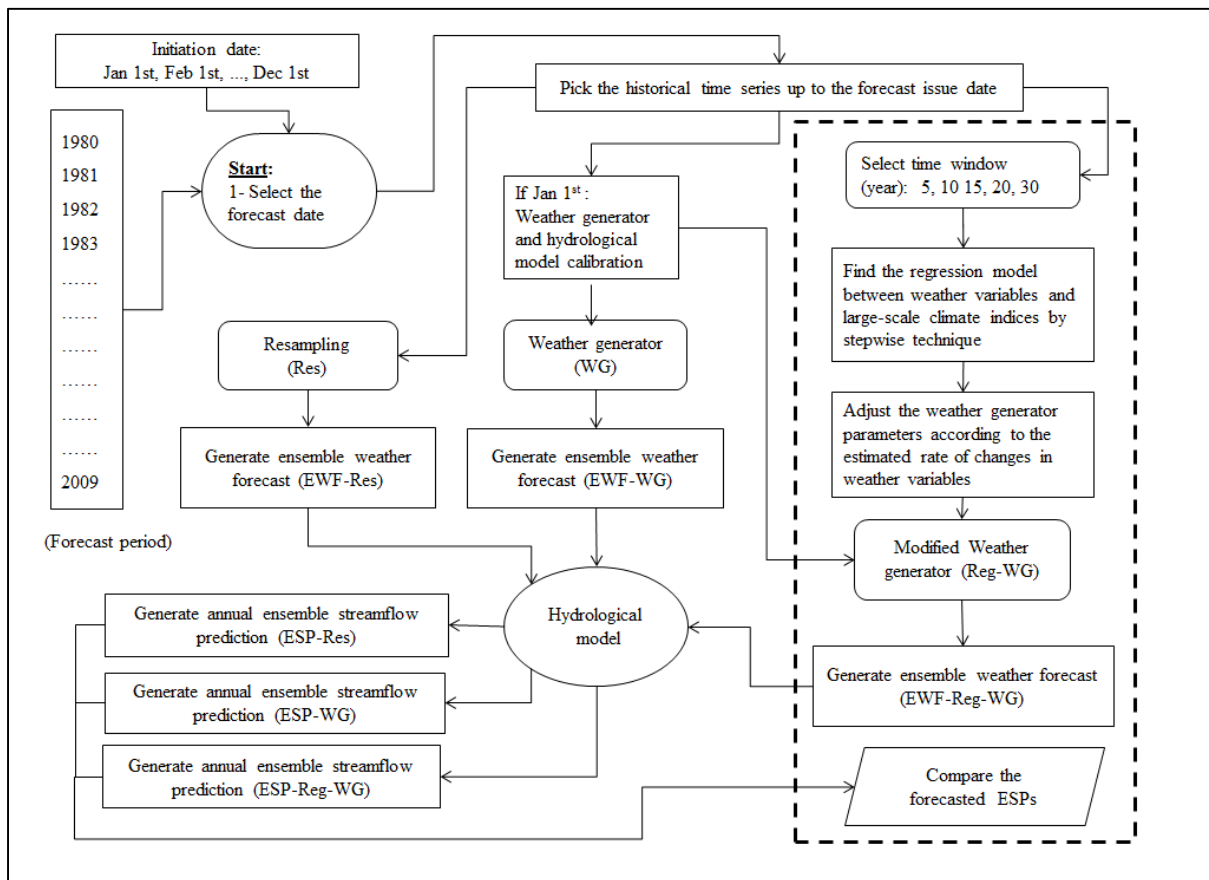 Initiation date:
Jan 1st, Feb 1st, ..., Dec 1st
Pick the historical time series up to the forecast issue date
1980
1981
1982
1983
......
......
......
......
......
......
2009
(Forecast period)
Start:
1- Select the
forecast date
If Jan 1st :
Weather generator
and hydrological
model calibration
Select time window
(year): 5, 10 15, 20, 30
Find the regression model
between weather variables and
large-scale climate indices by
stepwise technique
Resampling
(Res)
Weather generator
(WG)
Adjust the weather generator
parameters according to the
estimated rate of changes in
weather variables
Generate ensemble weather
forecast (EWF-Res)
Generate ensemble weather
forecast (EWF-WG)
Modified Weather
generator (Reg-WG)
Hydrological
model
Generate annual ensemble streamflow
prediction (ESP-Res)
Generate annual ensemble streamflow
prediction (ESP-WG)
Generate annual ensemble streamflow
prediction (ESP-Reg-WG)
Generate ensemble weather forecast
(EWF-Reg-WG)
Compare the
forecasted ESPs